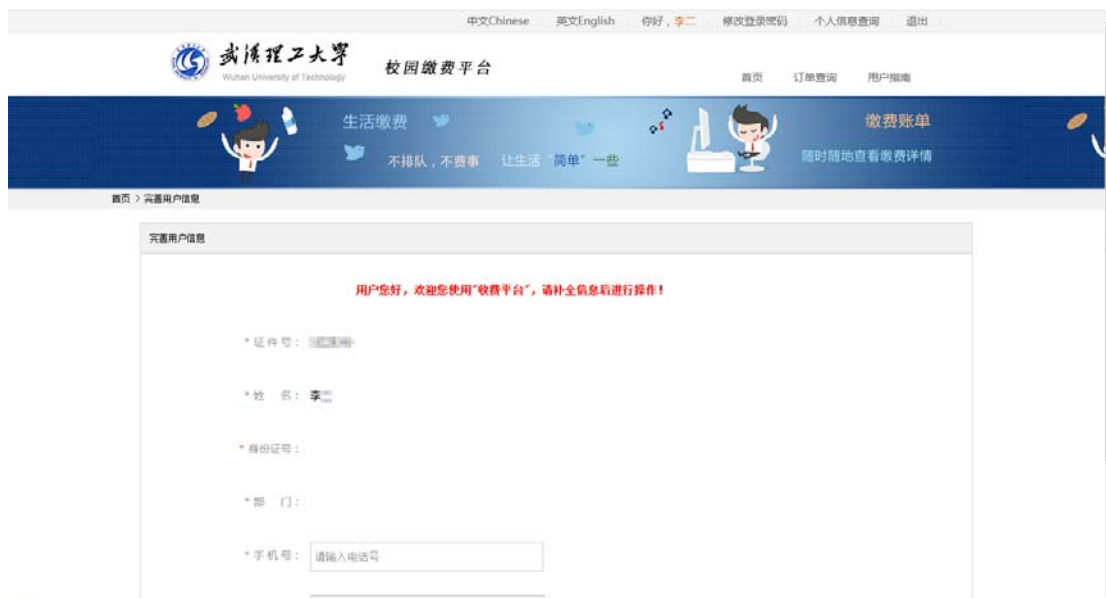 中文Chinese 英文English 你好，李二 修改登录密码 个人信息查询 退出
武汉理工大学
Wuhan University of Technology
校园缴费平台
首页 订单查询 用户指南
生活缴费
不排队，不费事 让生活“简单”一些
缴费账单
随时随地查看缴费详情
首页 > 完善用户信息
完善用户信息
用户您好，欢迎您使用"收费平台"，请补全信息后进行操作！
* 证件号：
* 姓 名： 李
* 身份证号：
* 部 门：
* 手机号： 请输入电话号